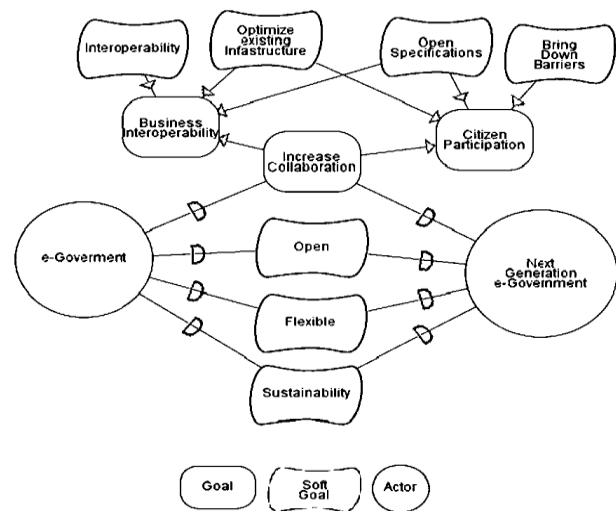 Interoperability
Optimize
existing
Infastructure
Open
Specifications
Bring
Down
Barriers
Business
Interoperability
Citizen
Participation
Increase
Collaboration
e-Goverment
Open
Next
Generation
e-Government
Flexible
Sustainability
Goal
Soft
Goal
Actor